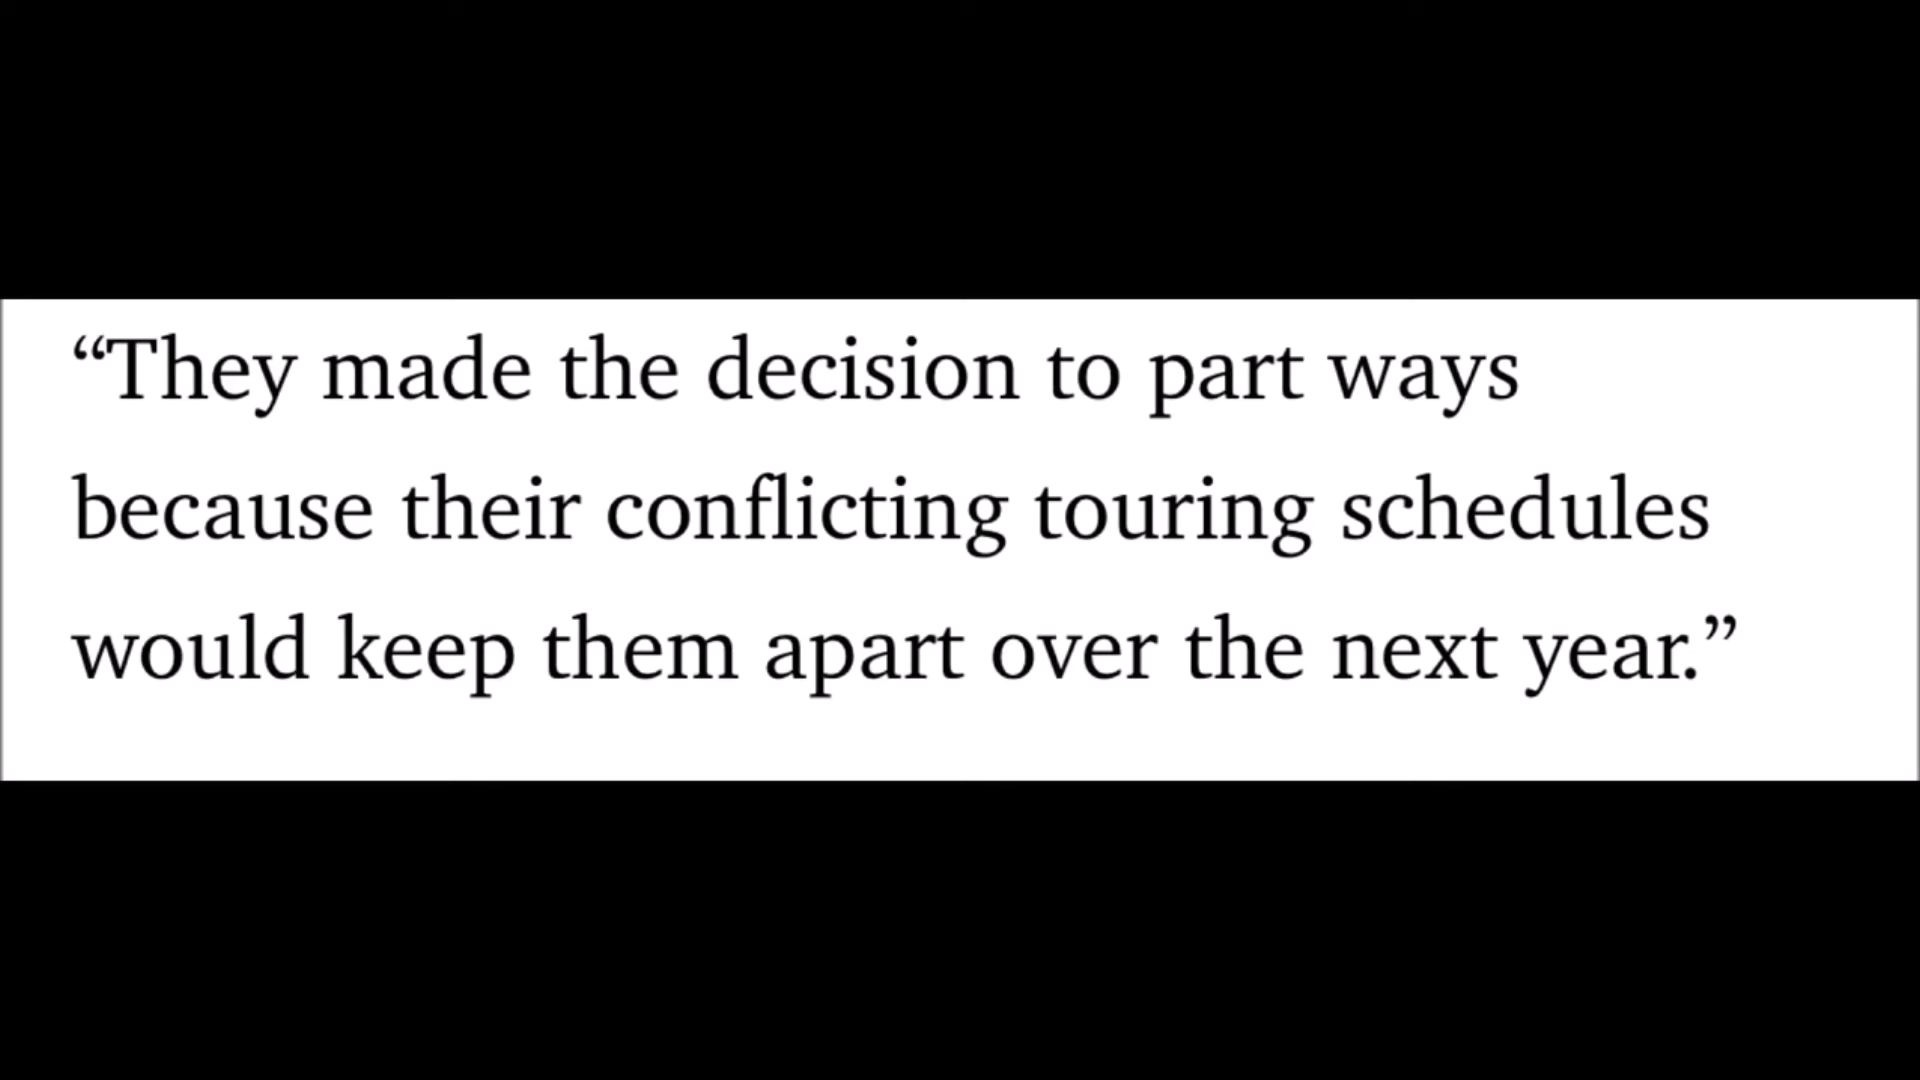 “They made the decision to part ways
because their conflicting touring schedules
would keep them apart over the next year.”